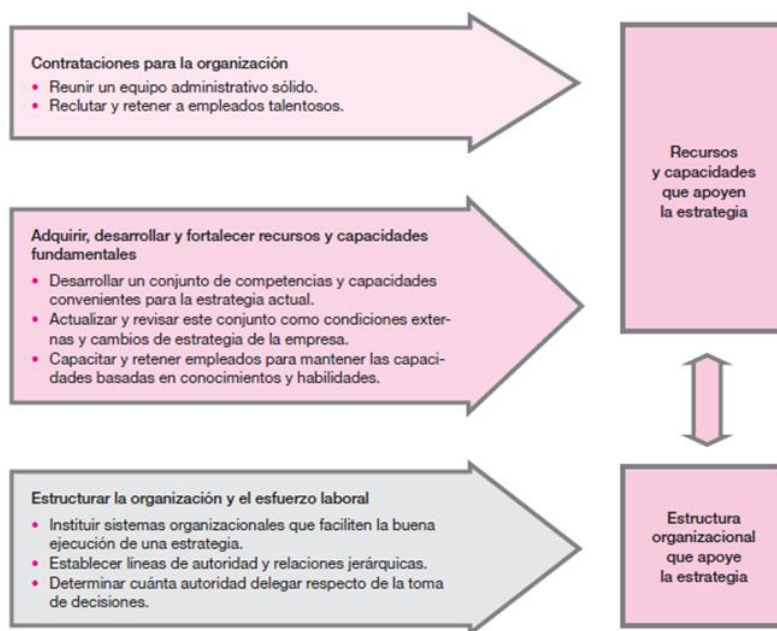 Contrataciones para la organización
• Reunir un equipo administrativo sólido.
• Reclutar y retener a empleados talentosos.
Recursos
y capacidades
que apoyen
la estrategia
Adquirir, desarrollar y fortalecer recursos y capacidades
fundamentales
• Desarrollar un conjunto de competencias y capacidades
convenientes para la estrategia actual.
• Actualizar y revisar este conjunto como condiciones exter-
nas y cambios de estrategia de la empresa.
• Capacitar y retener empleados para mantener las capaci-
dades basadas en conocimientos y habilidades.
Estructurar la organización y el esfuerzo laboral
• Instituir sistemas organizacionales que faciliten la buena
ejecución de una estrategia.
• Establecer líneas de autoridad y relaciones jerárquicas.
• Determinar cuánta autoridad delegar respecto de la toma
de decisiones.
Estructura
organizacional
que apoye
la estrategia